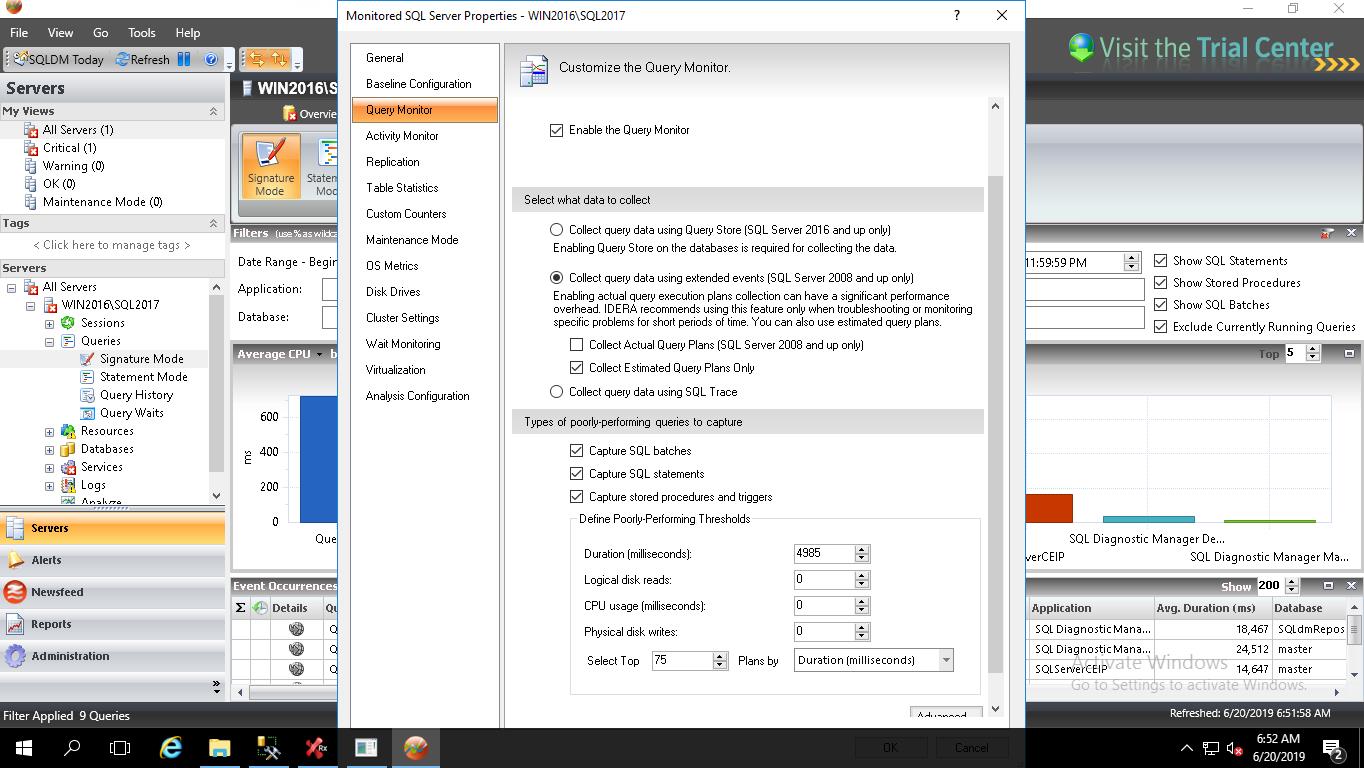 Monitored SQL Server Properties - WIN2016\SQL2017
?
File View Go Tools Help
SQLDM Today Refresh
Visit the Trial Center
Servers
My Views
All Servers (1)
Critical (1)
Warning (0)
OK (0)
Maintenance Mode (0)
Tags
< Click here to manage tags >
Servers
All Servers
WIN2016\SQL2017
Sessions
Queries
Signature Mode
Statement Mode
Query History
Query Waits
Resources
Databases
Services
Logs
Analyze
Servers
Alerts
Newsfeed
Reports
Administration
Filter Applied 9 Queries
WIN2016\S
Overvie
Signature
Mode
Statem
Mo
Filters (use % as wildca
Date Range - Begin
Application:
Database:
Average CPU b
ms
600
400
200
0
Que
Event Occurrences
Σ Details Qu
Q
Q
Q
General
Baseline Configuration
Query Monitor
Activity Monitor
Replication
Table Statistics
Custom Counters
Maintenance Mode
OS Metrics
Disk Drives
Cluster Settings
Wait Monitoring
Virtualization
Analysis Configuration
Customize the Query Monitor.
Enable the Query Monitor
Select what data to collect
Collect query data using Query Store (SQL Server 2016 and up only)
Enabling Query Store on the databases is required for collecting the data.
Collect query data using extended events (SQL Server 2008 and up only)
Enabling actual query execution plans collection can have a significant performance
overhead. IDERA recommends using this feature only when troubleshooting or monitoring
specific problems for short periods of time. You can also use estimated query plans.
Collect Actual Query Plans (SQL Server 2008 and up only)
Collect Estimated Query Plans Only
Collect query data using SQL Trace
Types of poorly-performing queries to capture
Capture SQL batches
Capture SQL statements
Capture stored procedures and triggers
Define Poorly-Performing Thresholds
Duration (milliseconds): 4985
Logical disk reads: 0
CPU usage (milliseconds): 0
Physical disk writes: 0
Select Top 75 Plans by Duration (milliseconds)
Advanced
OK Cancel
11:59:59 PM
Show SQL Statements
Show Stored Procedures
Show SQL Batches
Exclude Currently Running Queries
Top 5
SQL Diagnostic Manager De...
verCEIP SQL Diagnostic Manager Ma...
Show 200
Application Avg. Duration (ms) Database
SQL Diagnostic Mana... 18,467 SQLdmRepos
SQL Diagnostic Mana... 24,512 master
SQLServerCEIP 14,647 master
Activate Windows
Go to Settings to activate Windows.
Refreshed: 6/20/2019 6:51:58 AM
6:52 AM
6/20/2019
2